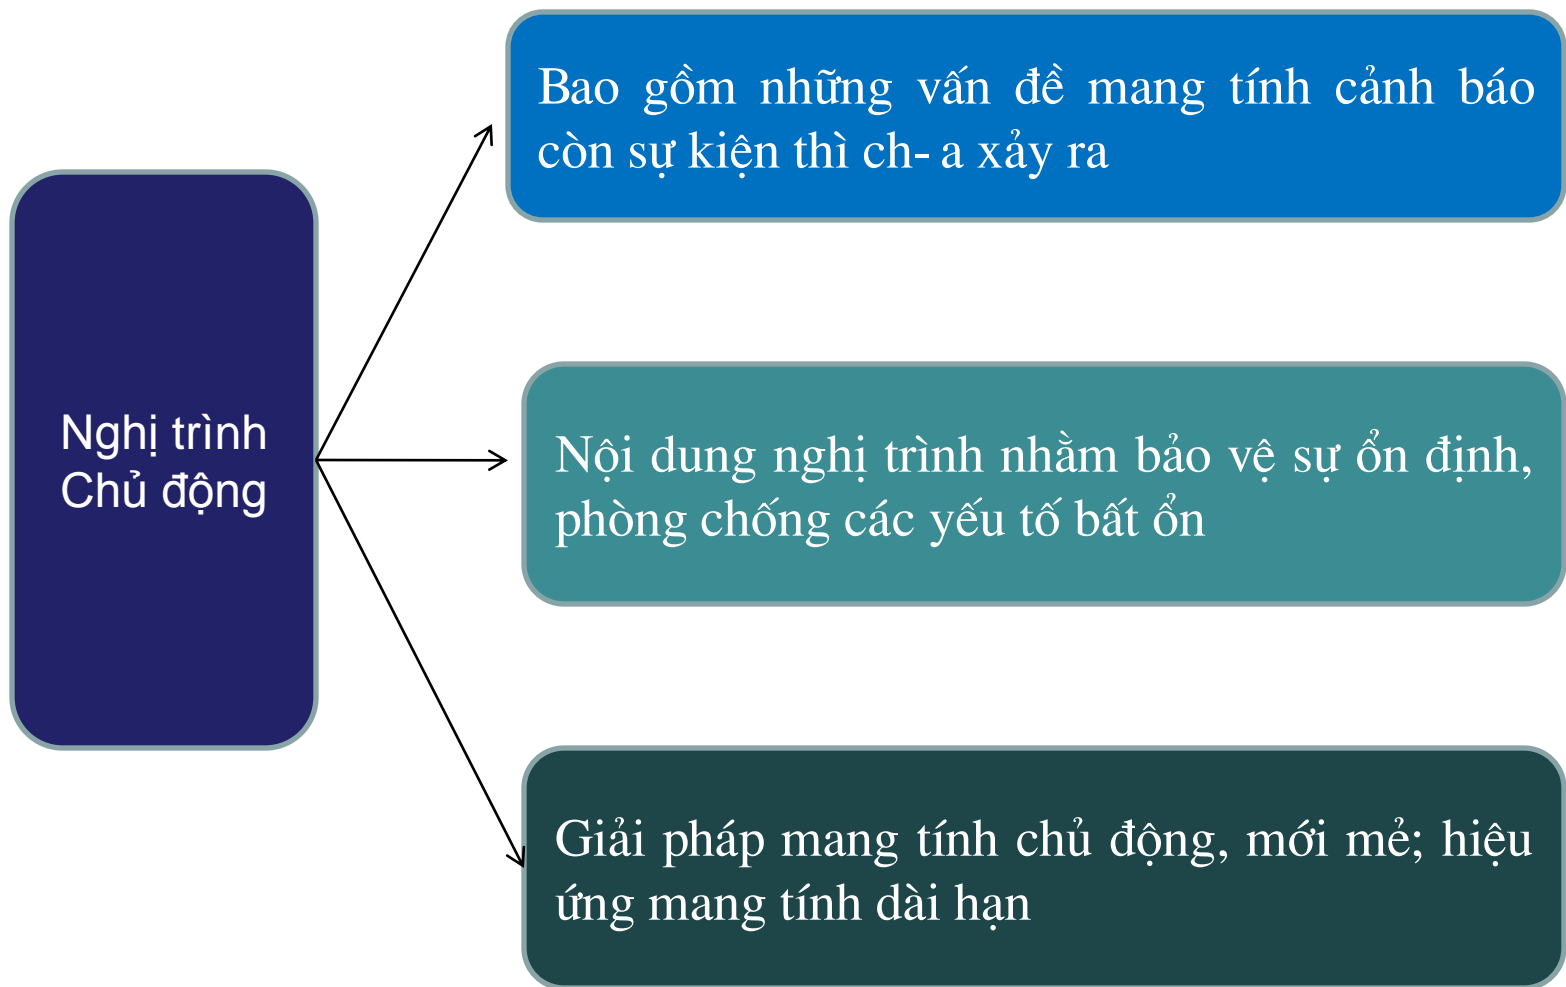 Nghị trình
Chủ động
Bao gồm những vấn đề mang tính cảnh báo
còn sự kiện thì ch- a xảy ra
Nội dung nghị trình nhằm bảo vệ sự ổn định,
phòng chống các yếu tố bất ổn
Giải pháp mang tính chủ động, mới mẻ; hiệu
ứng mang tính dài hạn